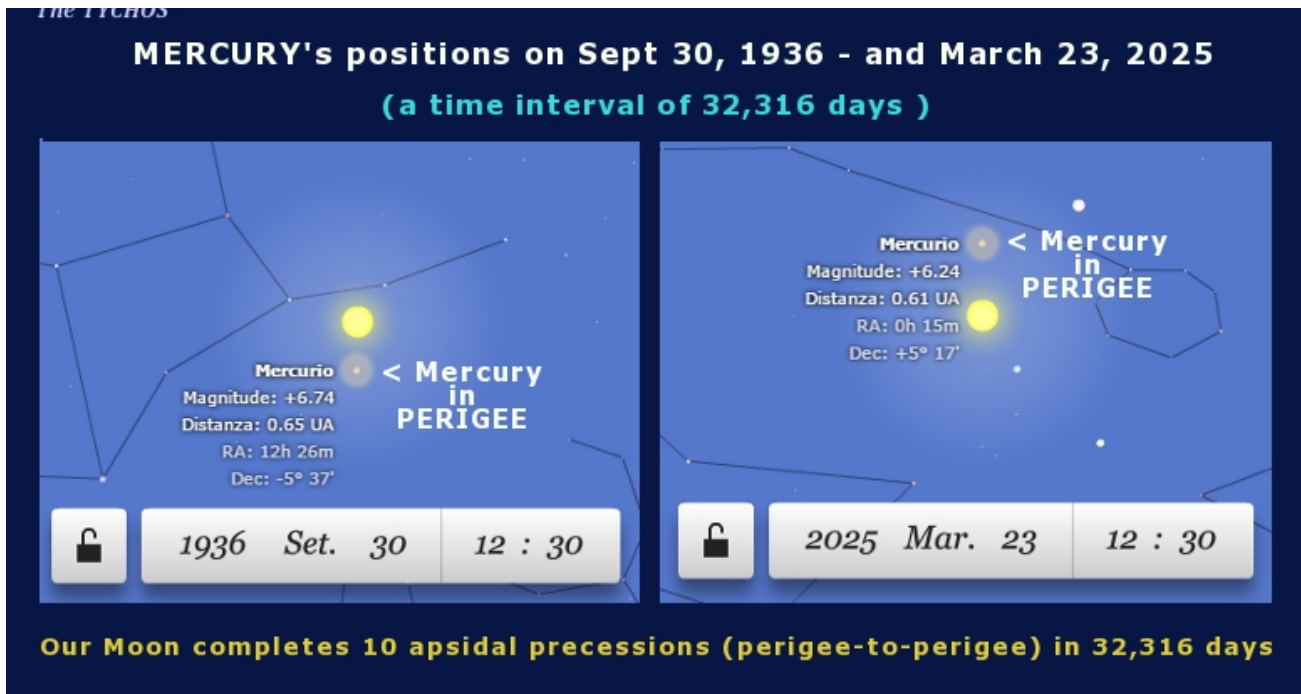 The TYCHOS
MERCURY's positions on Sept 30, 1936 - and March 23, 2025
(a time interval of 32,316 days )
Mercurio
Magnitude: +6.74
Distanza: 0.65 UA
RA: 12h 26m
Dec: -5° 37'
< Mercury
in
PERIGEE
1936 Set. 30 12 : 30
Mercurio
Magnitude: +6.24
Distanza: 0.61 UA
RA: 0h 15m
Dec: +5° 17'
< Mercury
in
PERIGEE
2025 Mar. 23 12 : 30
Our Moon completes 10 apsidal precessions (perigee-to-perigee) in 32,316 days